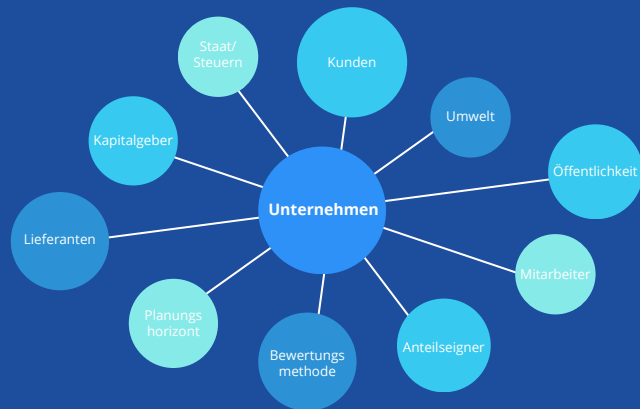 Staat/
Steuern
Kunden
Umwelt
Kapitalgeber
Öffentlichkeit
Unternehmen
Lieferanten
Mitarbeiter
Planungs
horizont
Bewertungs
methode
Anteilseigner